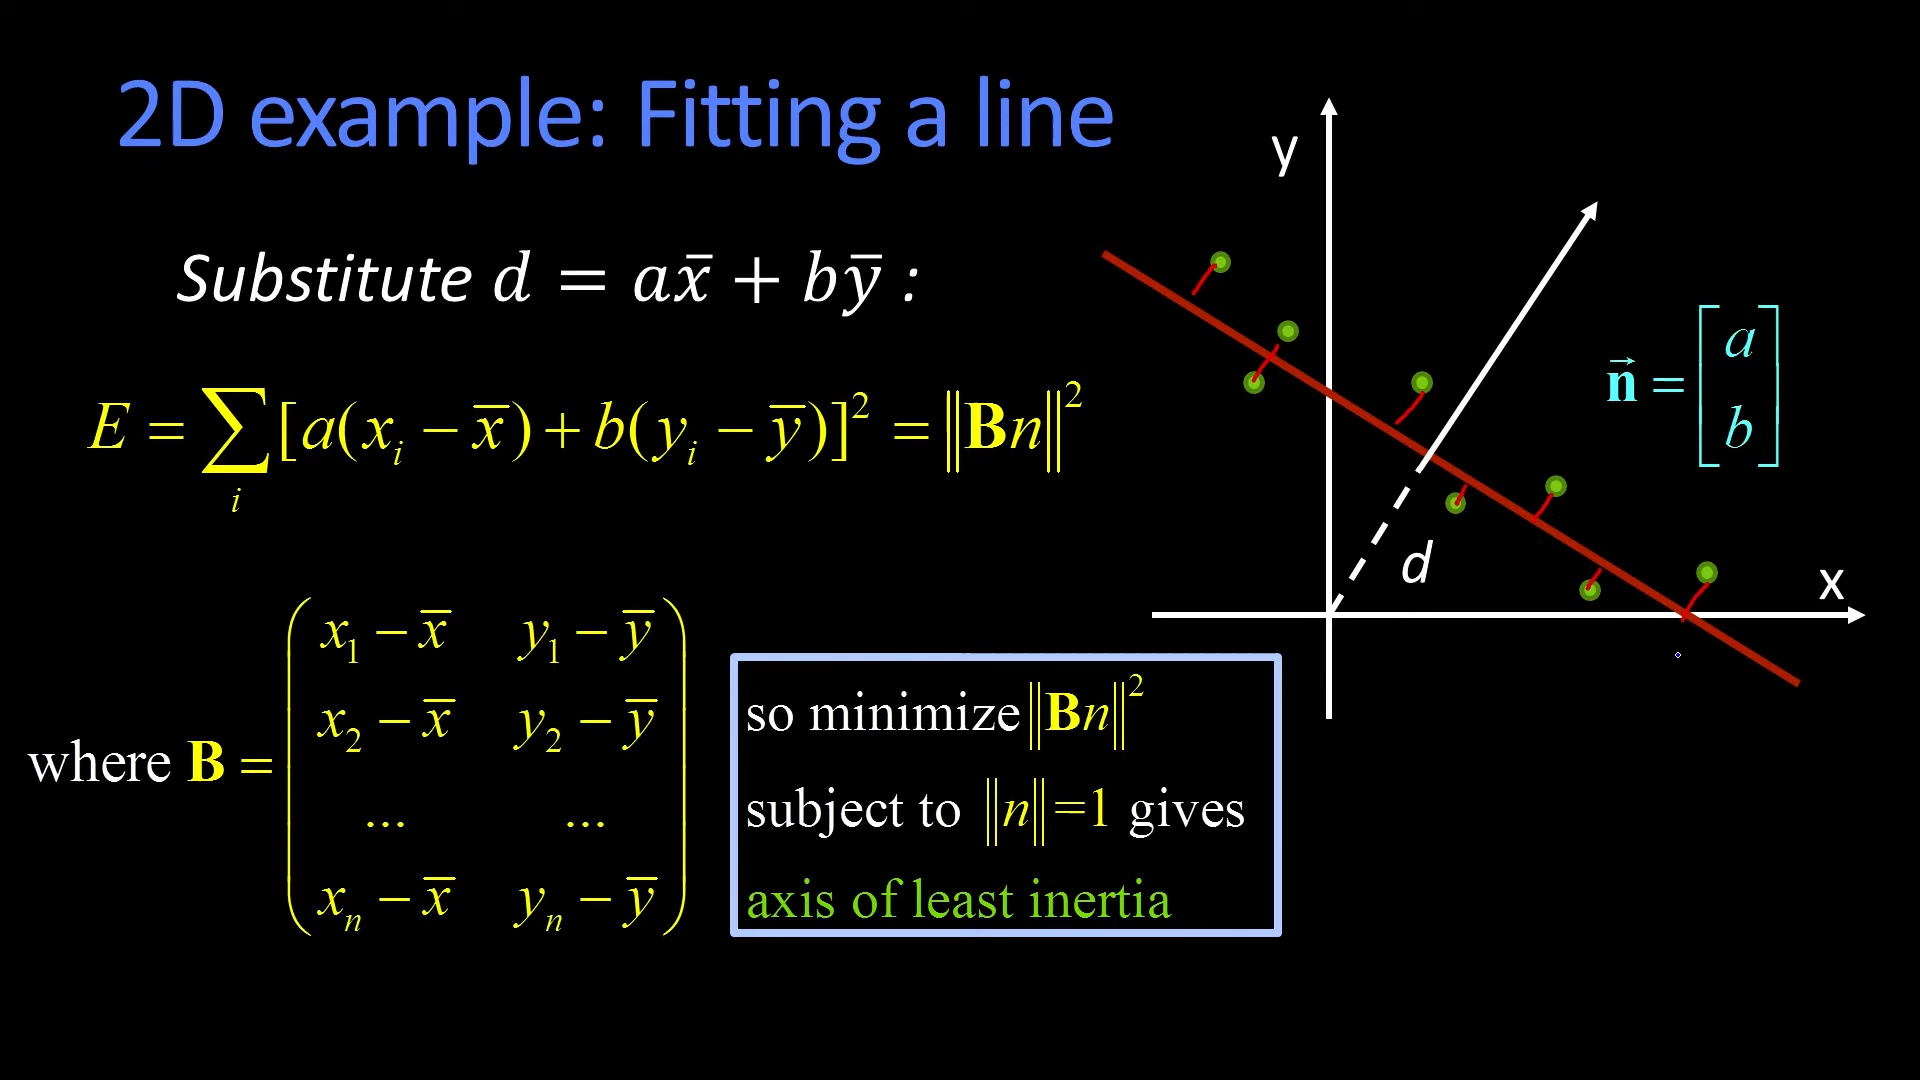 2D example: Fitting a line
Substitute d = ax̅ + by̅ :
E = ∑ᵢ [a(xᵢ − x̅) + b(yᵢ − y̅)]² = ‖Bn‖²
where B = ( x₁ − x̅ y₁ − y̅
x₂ − x̅ y₂ − y̅
... ...
xₙ − x̅ yₙ − y̅ )
so minimize ‖Bn‖²
subject to ‖n‖=1 gives
axis of least inertia
y
n⃗ = [ a
b ]
d
x